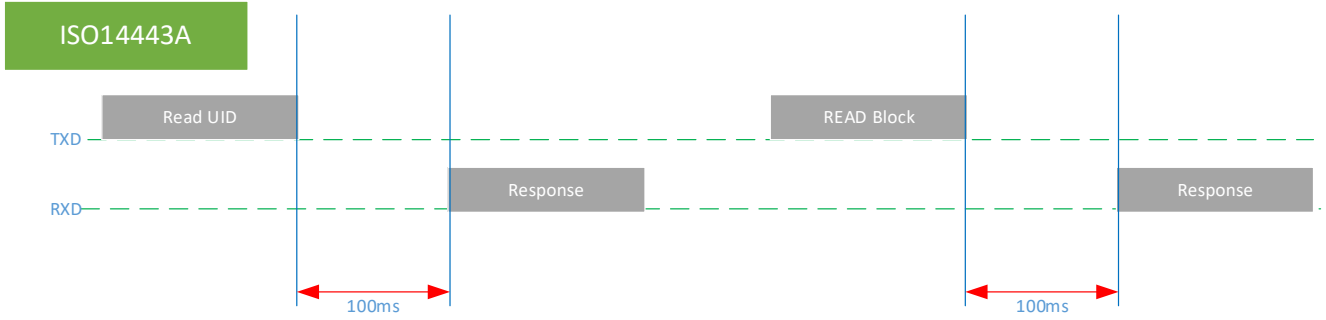 ISO14443A
Read UID
READ Block
TXD
Response
Response
RXD
100ms
100ms